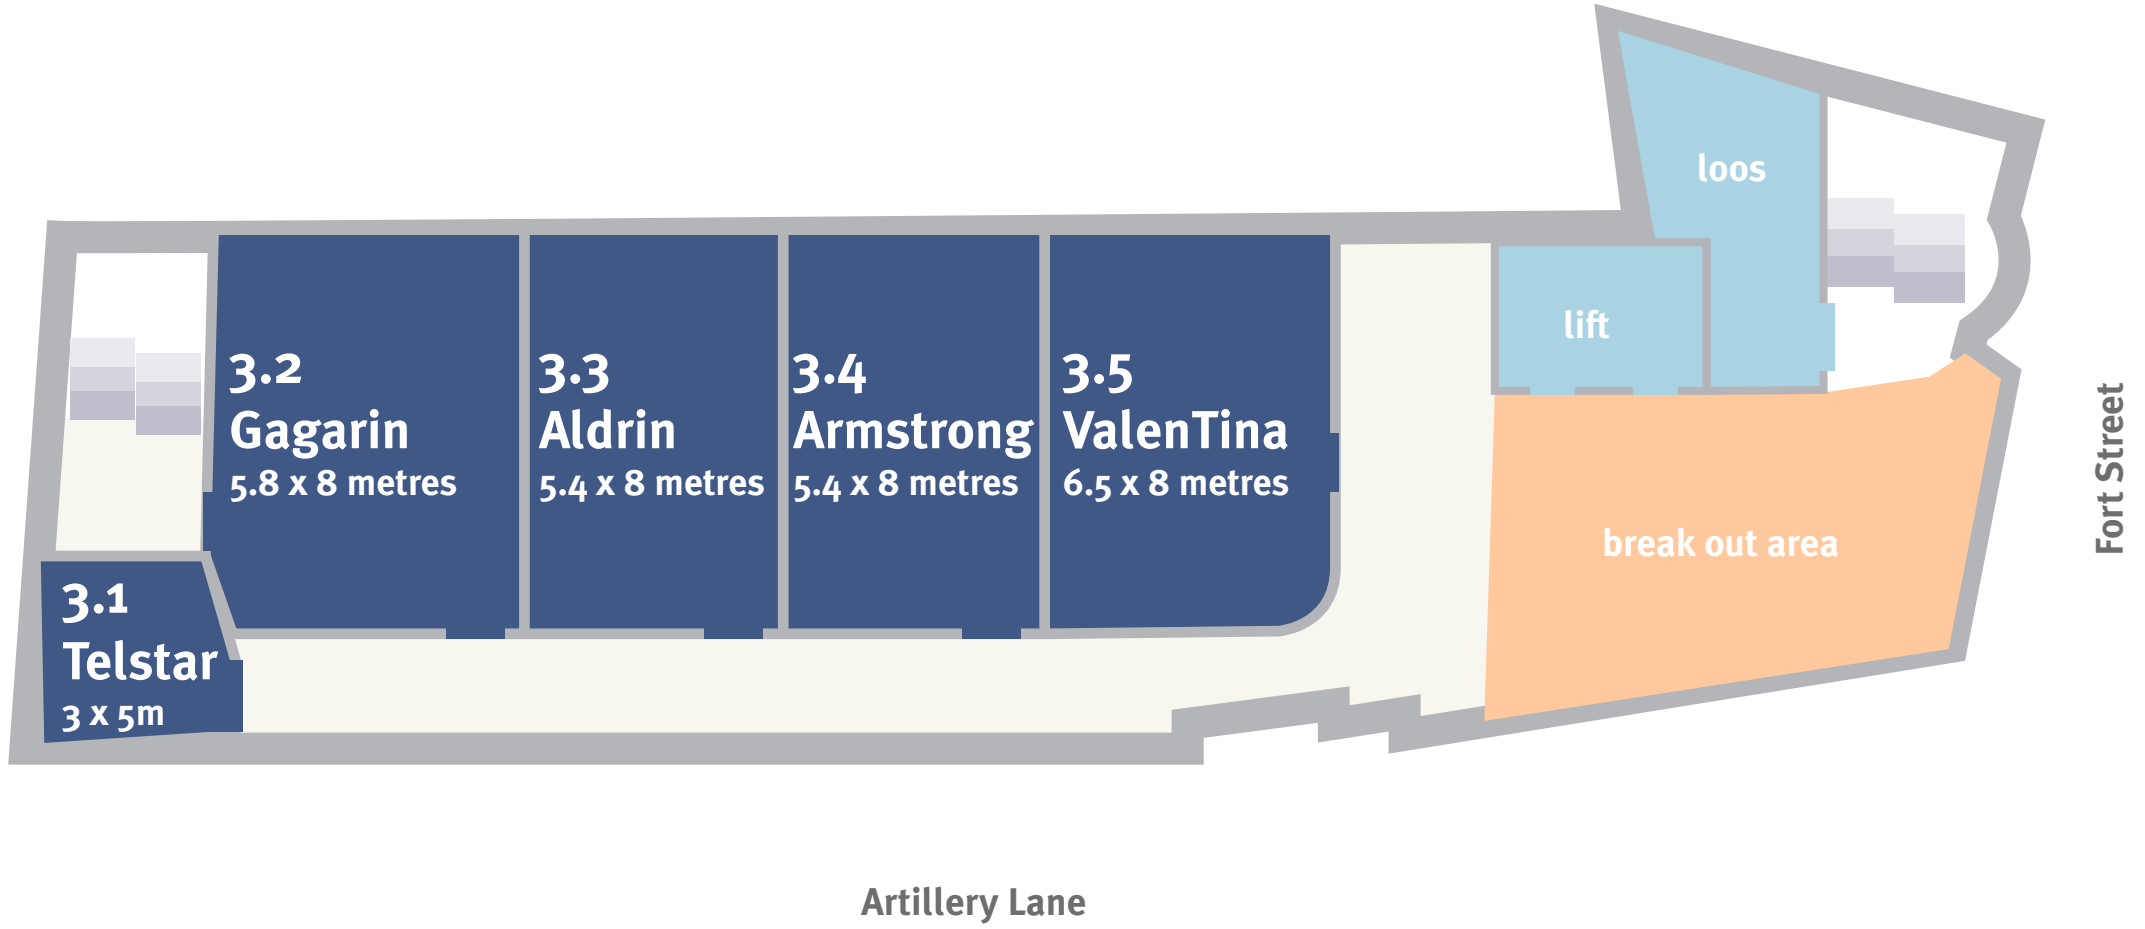 loos
lift
3.2
Gagarin
5.8 x 8 metres
3.3
Aldrin
5.4 x 8 metres
3.4
Armstrong
5.4 x 8 metres
3.5
ValenTina
6.5 x 8 metres
break out area
Fort Street
3.1
Telstar
3 x 5m
Artillery Lane